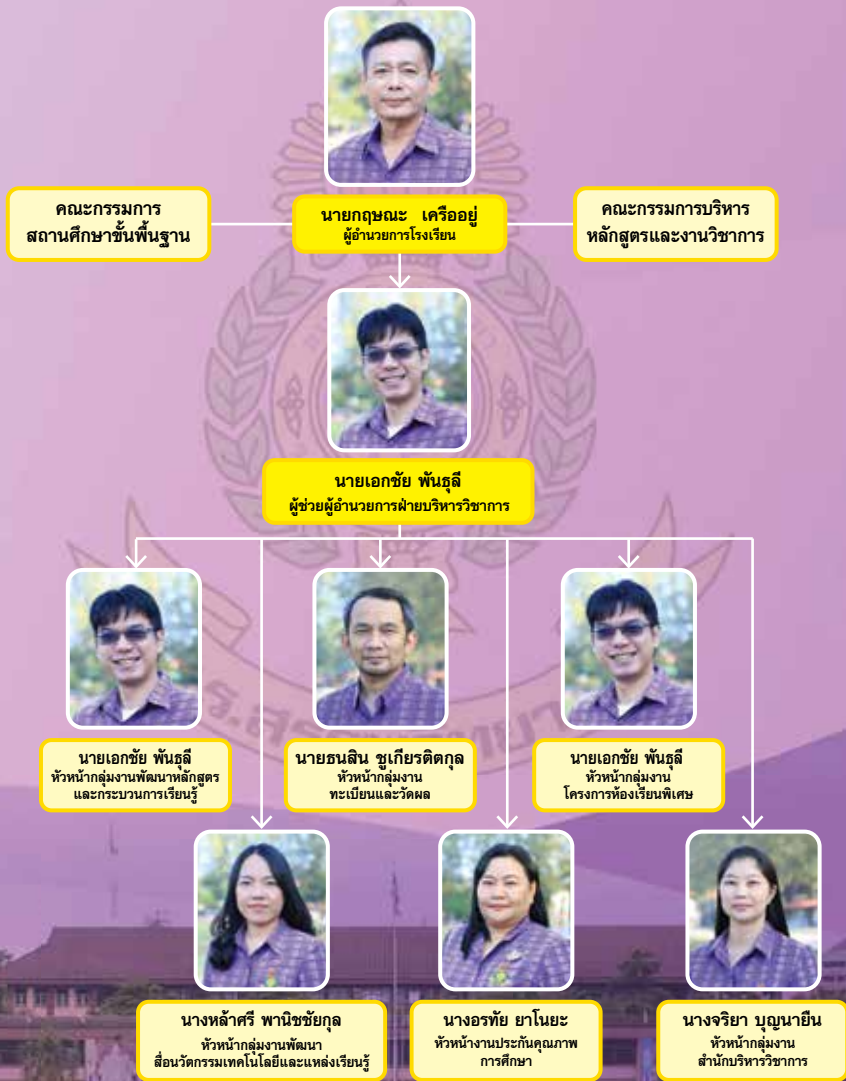 คณะกรรมการ
สถานศึกษาขั้นพื้นฐาน
นายกฤษณะ เครืออยู่
ผู้อำนวยการโรงเรียน
คณะกรรมการบริหาร
หลักสูตรและงานวิชาการ
นายเอกชัย พันธุลี
ผู้ช่วยผู้อำนวยการฝ่ายบริหารวิชาการ
นายเอกชัย พันธุลี
หัวหน้ากลุ่มงานพัฒนาหลักสูตร
และกระบวนการเรียนรู้
นายธนสิน ชูเกียรติตกุล
หัวหน้ากลุ่มงาน
ทะเบียนและวัดผล
นายเอกชัย พันธุลี
หัวหน้ากลุ่มงาน
โครงการห้องเรียนพิเศษ
นางหล้าศรี พานิชชัยกุล
หัวหน้ากลุ่มงานพัฒนา
สื่อนวัตกรรมเทคโนโลยีและแหล่งเรียนรู้
นางอรทัย ยาโนยะ
หัวหน้างานประกันคุณภาพ
การศึกษา
นางจริยา บุญนายืน
หัวหน้ากลุ่มงาน
สำนักบริหารวิชาการ